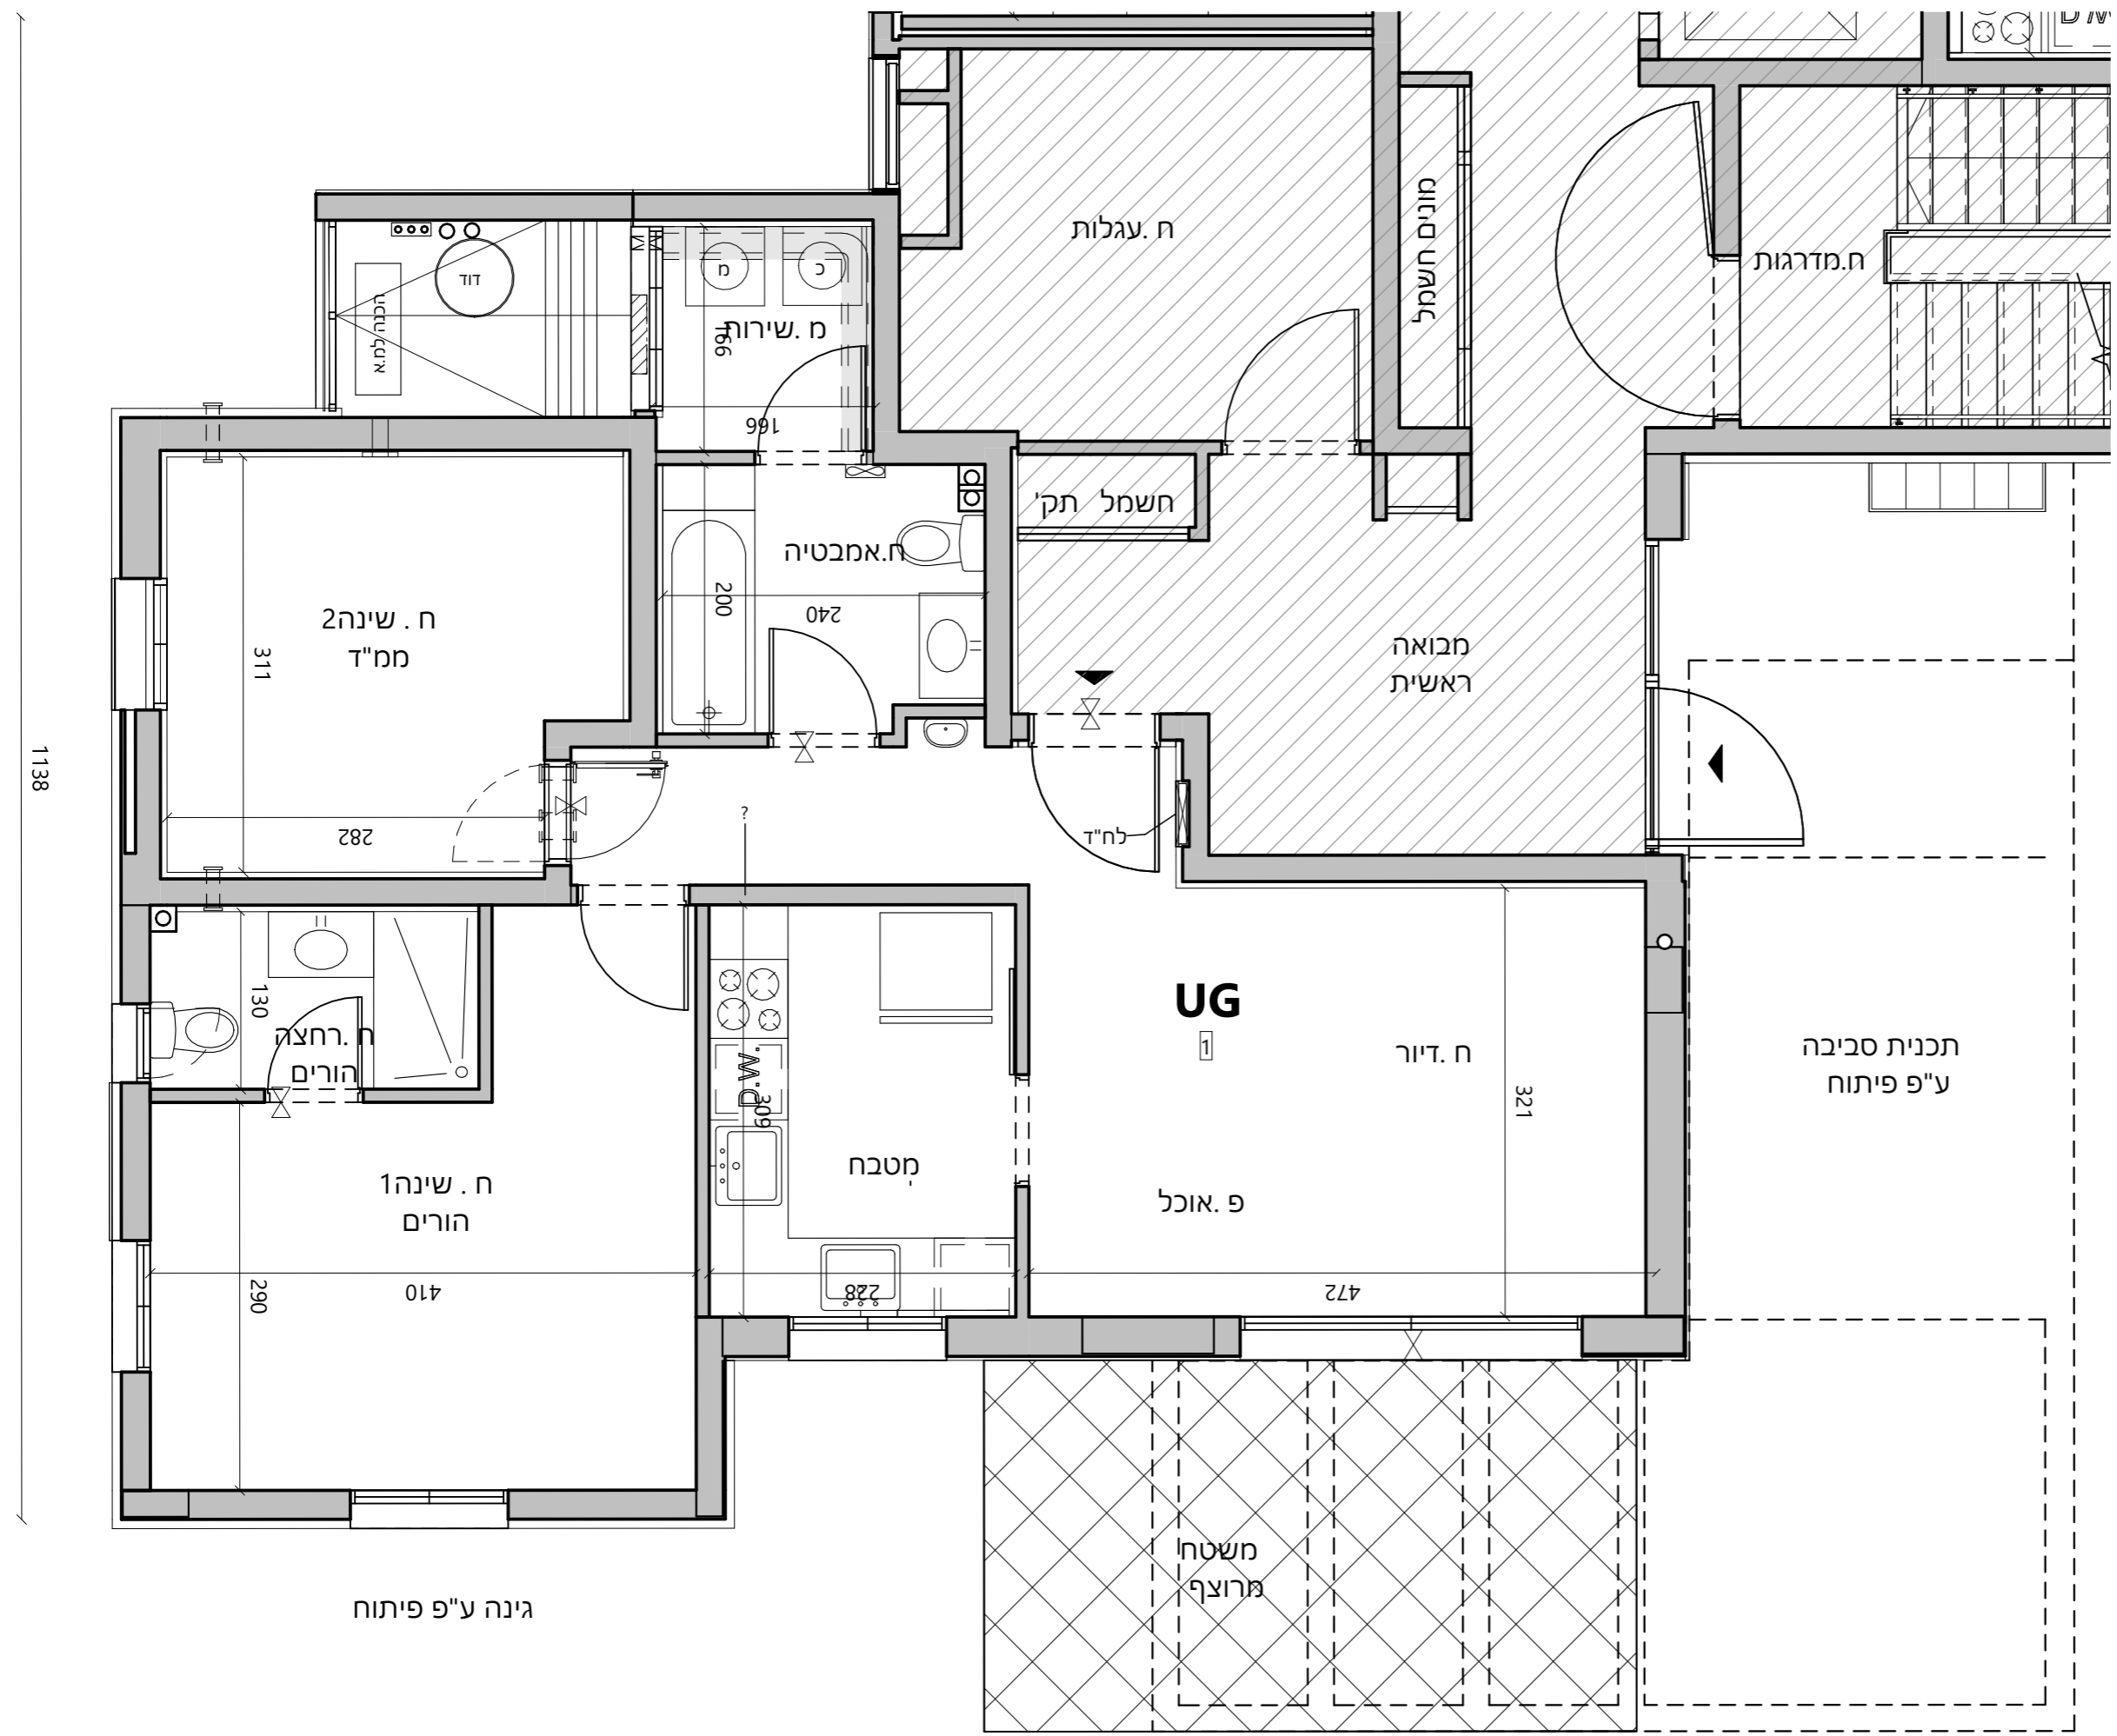 ח .עגלות
מונים חשמל
ח.מדרגות
דוד
מ
כ
מ .שירות
166
166
חשמל תק'
ח.אמבטיה
200
240
ח . שינה2
ממ"ד
311
282
מבואה
ראשית
1138
?
לח"ד
130
ח .רחצה
הורים
UG
1
ח .דיור
321
D.W.
309
תכנית סביבה
ע"פ פיתוח
מטבח
ח . שינה1
הורים
פ .אוכל
290
410
228
472
משטח
מרוצף
גינה ע"פ פיתוח